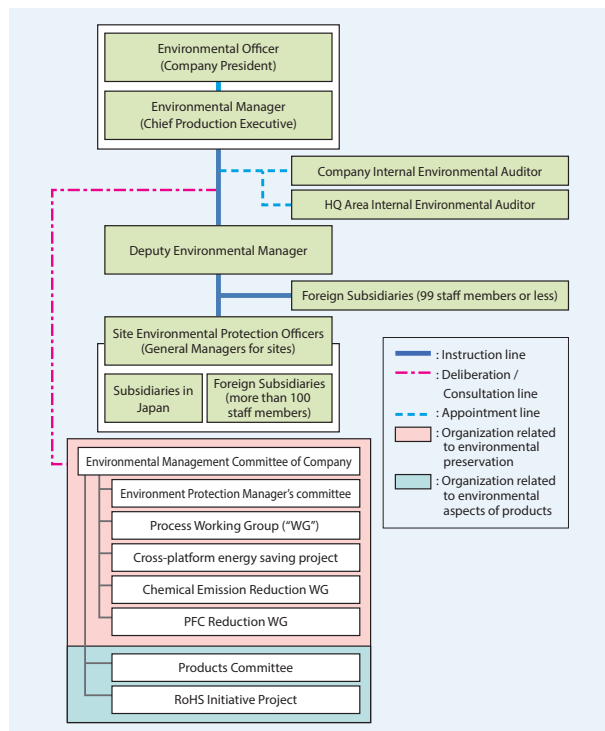 Environmental Officer
(Company President)
Environmental Manager
(Chief Production Executive)
Company Internal Environmental Auditor
HQ Area Internal Environmental Auditor
Deputy Environmental Manager
Foreign Subsidiaries (99 staff members or less)
Site Environmental Protection Officers
(General Managers for sites)
Subsidiaries in
Japan
Foreign Subsidiaries
(more than 100
staff members)
: Instruction line
: Deliberation /
Consultation line
: Appointment line
: Organization related
to environmental
preservation
: Organization related
to environmental
aspects of products
Environmental Management Committee of Company
Environment Protection Manager's committee
Process Working Group ("WG")
Cross-platform energy saving project
Chemical Emission Reduction WG
PFC Reduction WG
Products Committee
RoHS Initiative Project